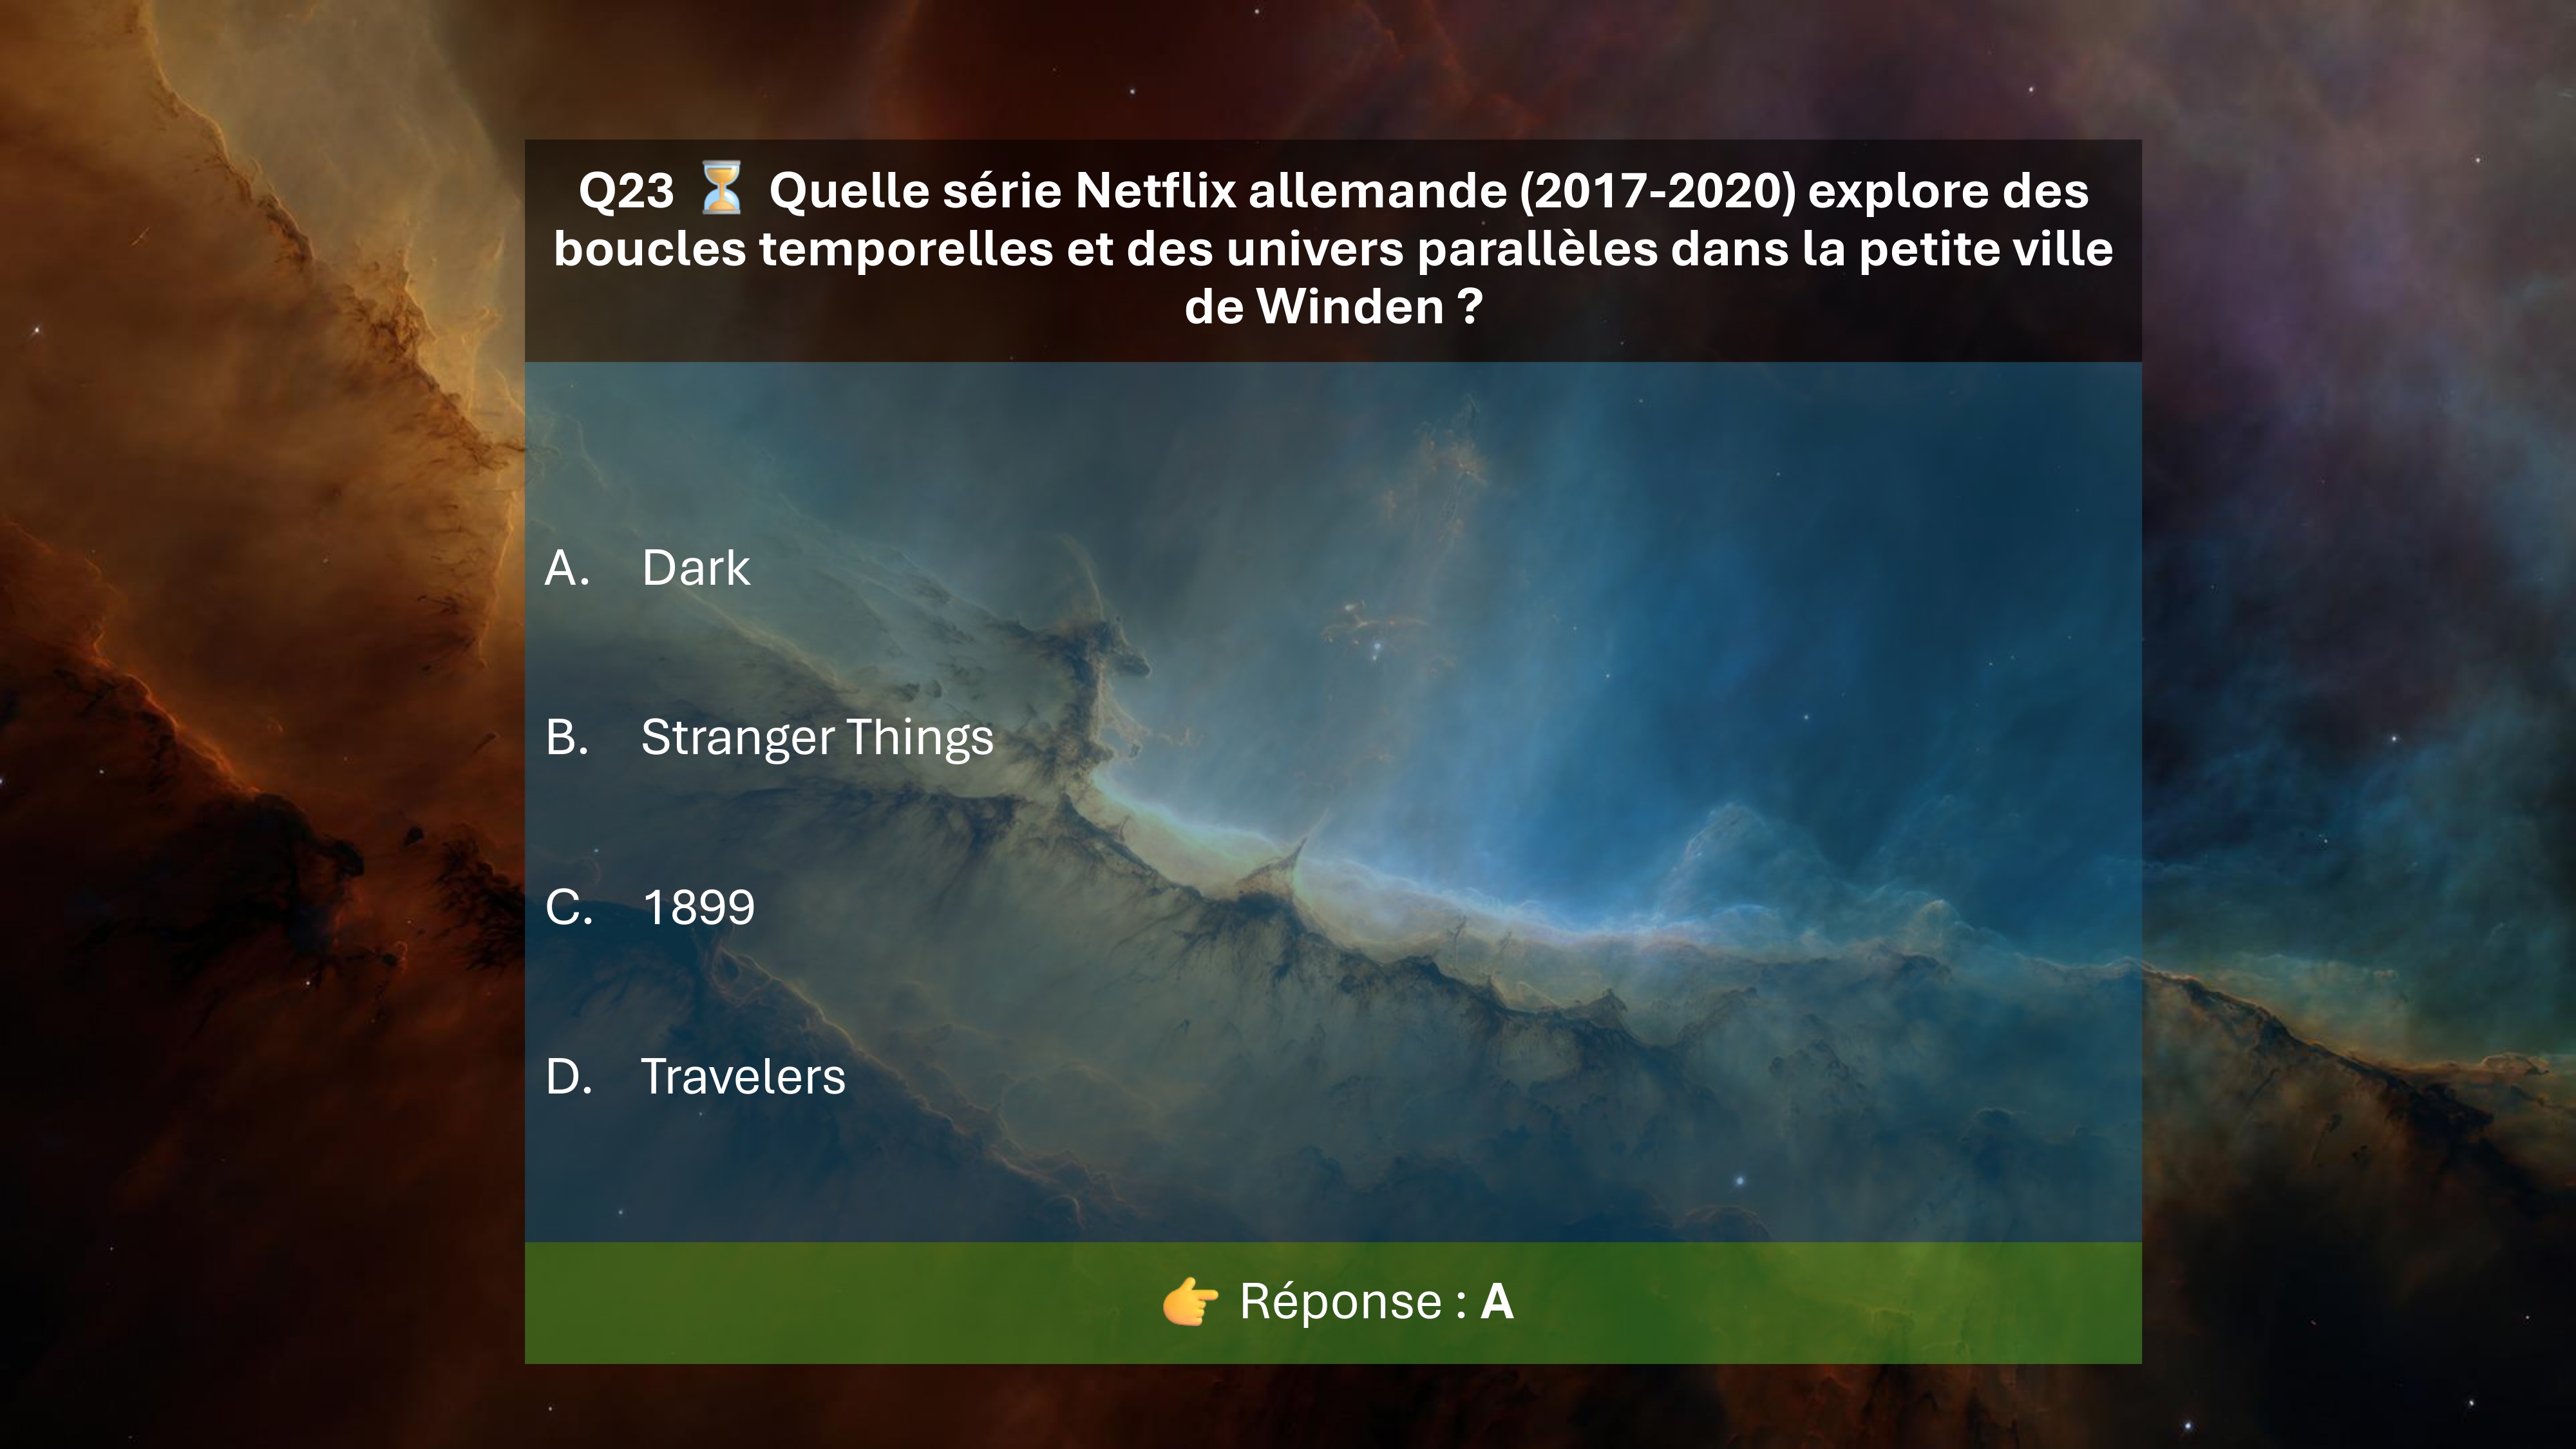 Q23 ⏳ Quelle série Netflix allemande (2017-2020) explore des
boucles temporelles et des univers parallèles dans la petite ville
de Winden ?
A. Dark
B. Stranger Things
C. 1899
D. Travelers
👉 Réponse : A